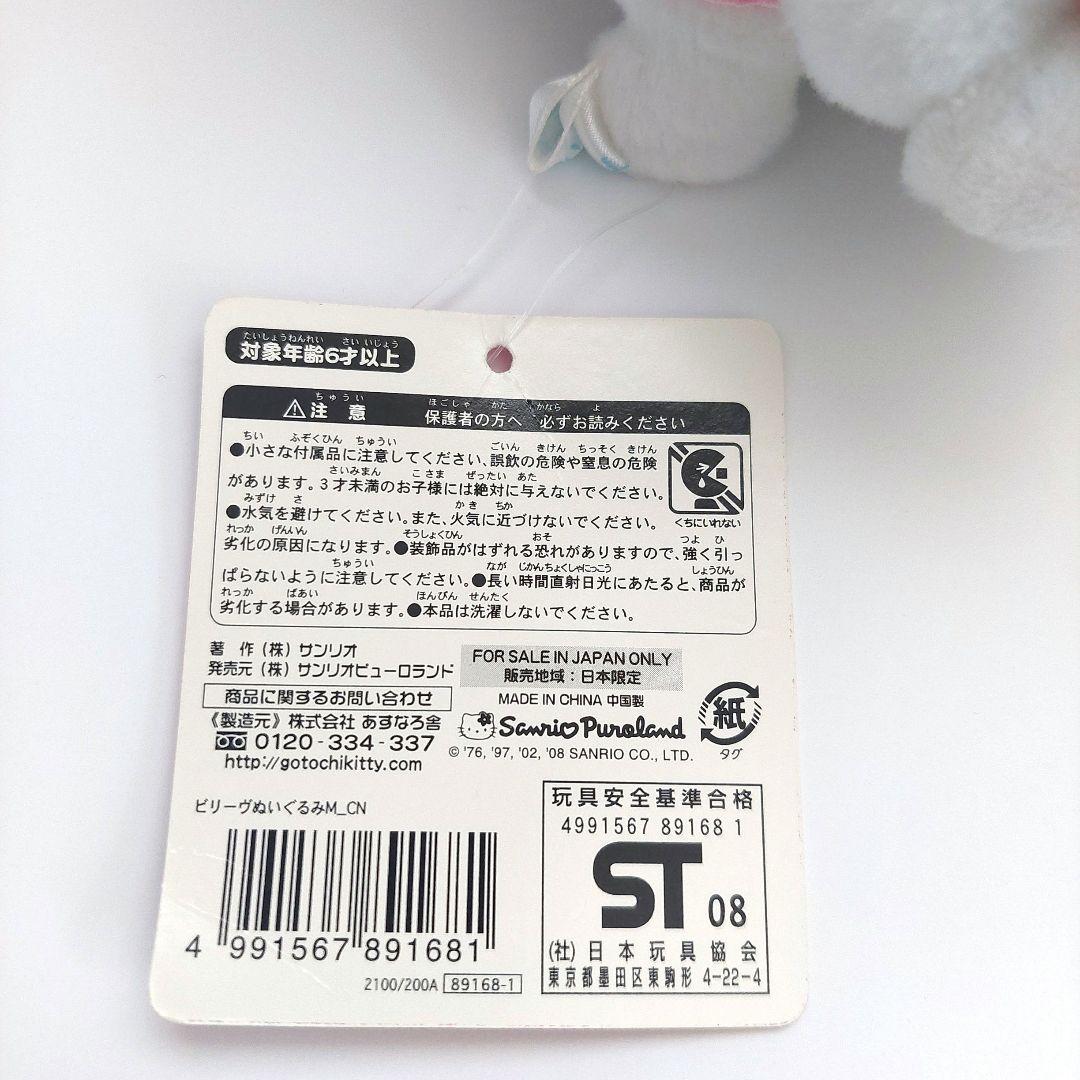 たいしょうねんれい さい いじょう
対象年齢6才以上
ちゅうい
注意
ほごしゃ かた かなら よ
保護者の方へ 必ずお読みください
ちい ふぞくひん ちゅうい ごいん きけん ちっそく きけん
●小さな付属品に注意してください、誤飲の危険や窒息の危険
さいみまん こさま ぜったい あた
があります。3才未満のお子様には絶対に与えないでください。
みずけ さ かき ちか
●水気を避けてください。また、火気に近づけないでください。
くちにいれない
れっか げんいん そうしょくひん おそ つよ ひ
劣化の原因になります。●装飾品がはずれる恐れがありますので、強く引っ
ちゅうい なが じかんちょくしゃにっこう しょうひん
ぱらないように注意してください。●長い時間直射日光にあたると、商品が
れっか ばあい ほんぴん せんたく
劣化する場合があります。●本品は洗濯しないでください。
著 作(株)サンリオ
発売元(株)サンリオピューロランド
商品に関するお問い合わせ
《製造元》株式会社 あすなろ舎
0120-334-337
http://gotochikitty.com
FOR SALE IN JAPAN ONLY
販売地域:日本限定
MADE IN CHINA 中国製
Sanrio Puroland
© '76, '97, '02, '08 SANRIO CO., LTD.
紙
タグ
ビリーヴぬいぐるみM_CN
4 991567 891681
2100/200A 89168-1
玩具安全基準合格
4991567 89168 1
ST 08
(社)日本玩具協会
東京都墨田区東駒形 4-22-4